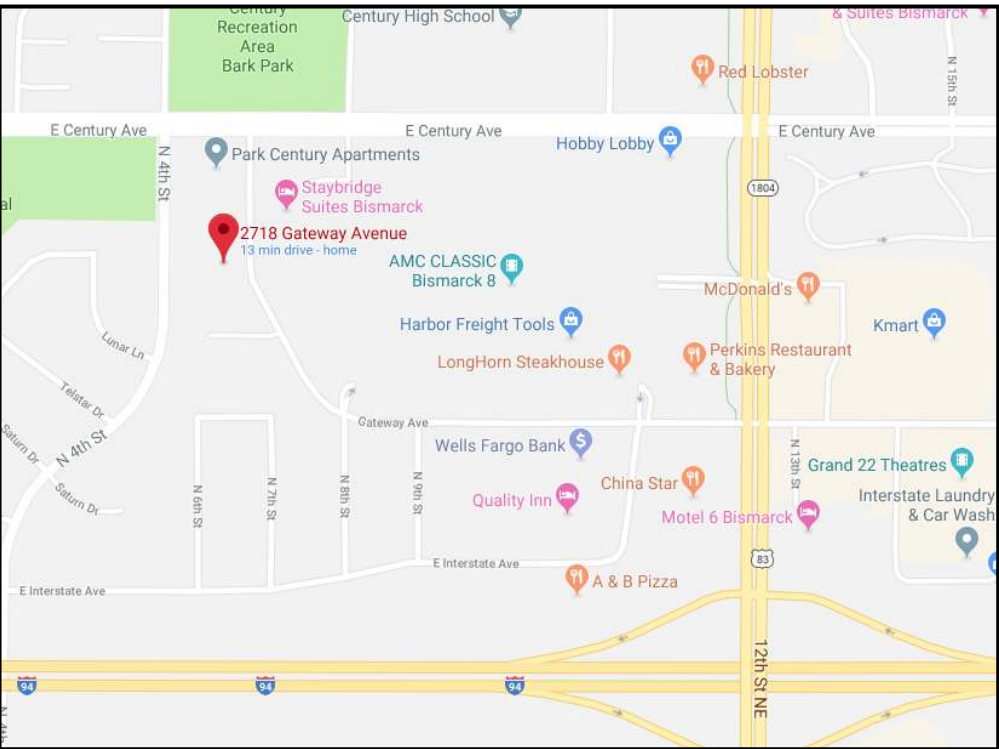 Century
Recreation
Area
Bark Park
Century High School
& Suites Bismarck
Red Lobster
N 15th St
E Century Ave
E Century Ave
E Century Ave
Hobby Lobby
N 4th St
Park Century Apartments
Staybridge
Suites Bismarck
1804
al
2718 Gateway Avenue
13 min drive - home
AMC CLASSIC
Bismarck 8
McDonald's
Harbor Freight Tools
Kmart
Lunar Ln
LongHorn Steakhouse
Perkins Restaurant
& Bakery
Telstar Dr
Gateway Ave
Saturn Dr
N 4th St
Wells Fargo Bank
N 13th St
Grand 22 Theatres
China Star
Saturn Dr
N 6th St
N 7th St
N 8th St
N 9th St
Quality Inn
Motel 6 Bismarck
Interstate Laundry
& Car Wash
83
E Interstate Ave
E Interstate Ave
A & B Pizza
12th St NE
94
94
94
N 4th